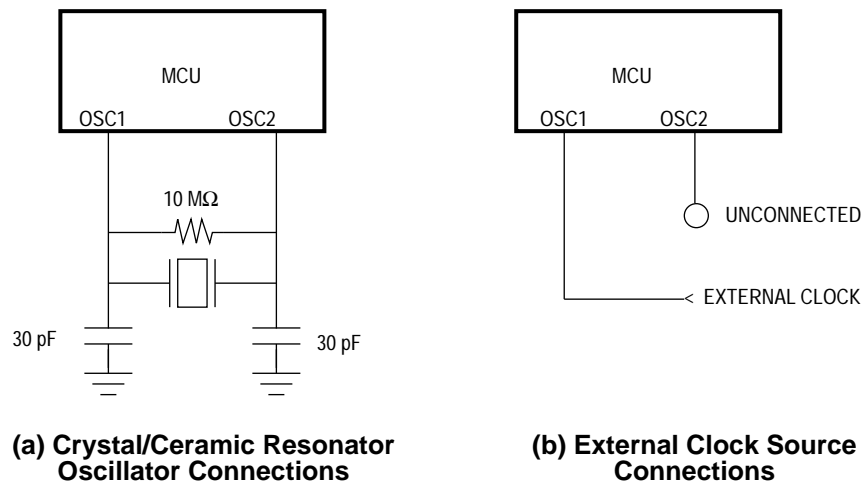 MCU
OSC1 OSC2
10 MΩ
30 pF
30 pF
(a) Crystal/Ceramic Resonator
Oscillator Connections
MCU
OSC1 OSC2
UNCONNECTED
< EXTERNAL CLOCK
(b) External Clock Source
Connections